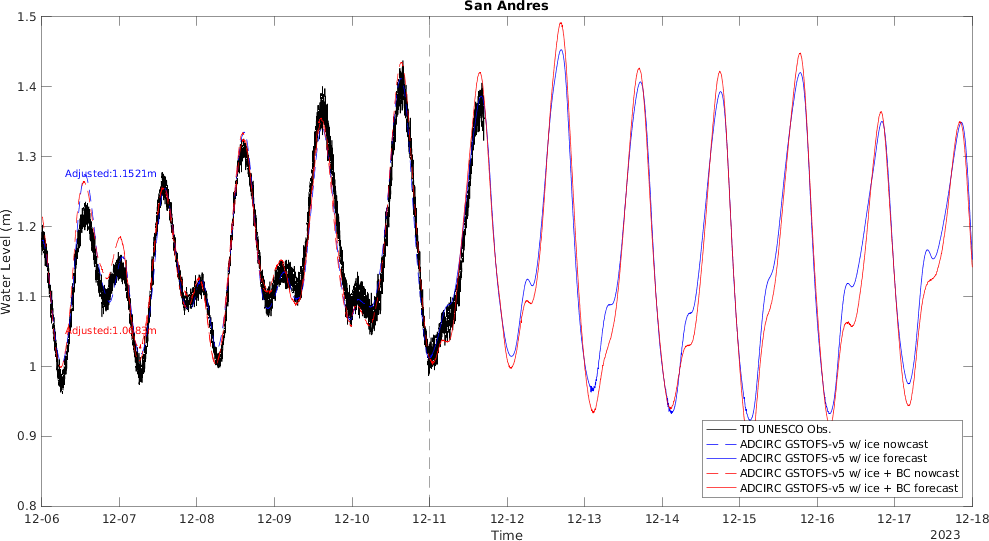 San Andres
1.5
1.4
1.3
1.2
1.1
1
0.9
0.8
Water Level (m)
Adjusted:1.1521m
Adjusted:1.0683m
TD UNESCO Obs.
ADCIRC GSTOFS-v5 w/ ice nowcast
ADCIRC GSTOFS-v5 w/ ice forecast
ADCIRC GSTOFS-v5 w/ ice + BC nowcast
ADCIRC GSTOFS-v5 w/ ice + BC forecast
12-06 12-07 12-08 12-09 12-10 12-11 12-12 12-13 12-14 12-15 12-16 12-17 12-18
Time
2023